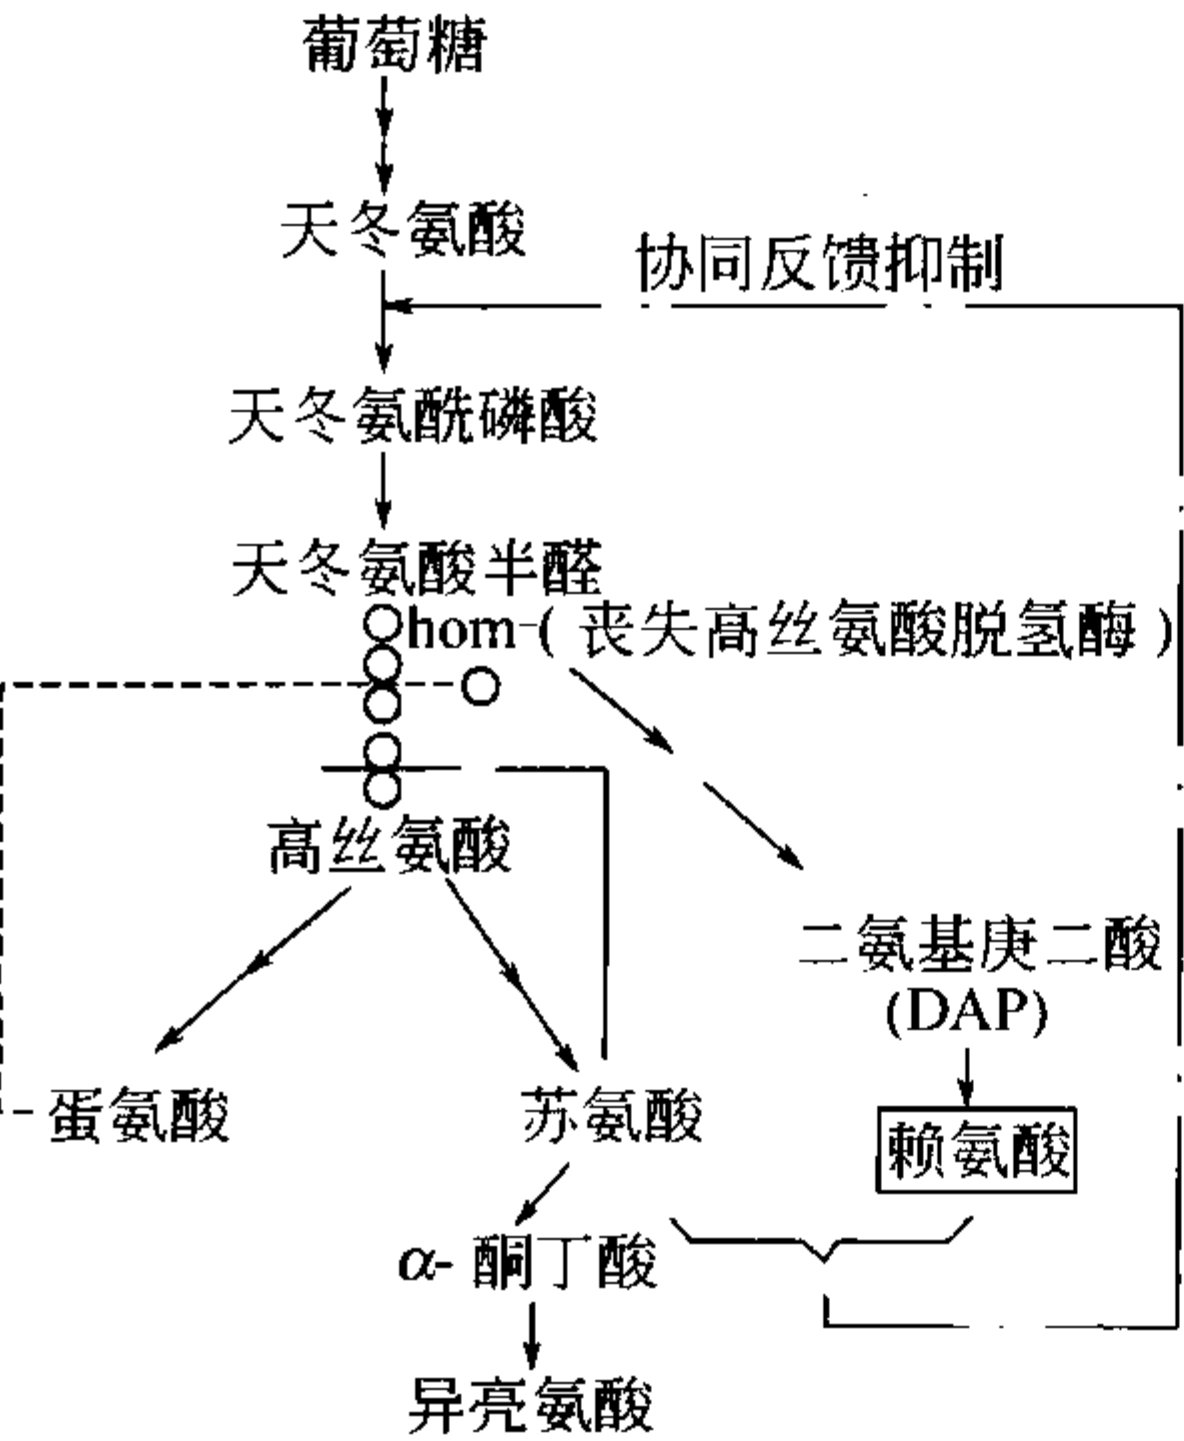 葡萄糖
天冬氨酸
协同反馈抑制
天冬氨酰磷酸
天冬氨酸半醛
hom-(丧失高丝氨酸脱氢酶)
高丝氨酸
二氨基庚二酸
(DAP)
蛋氨酸
苏氨酸
赖氨酸
α-酮丁酸
异亮氨酸